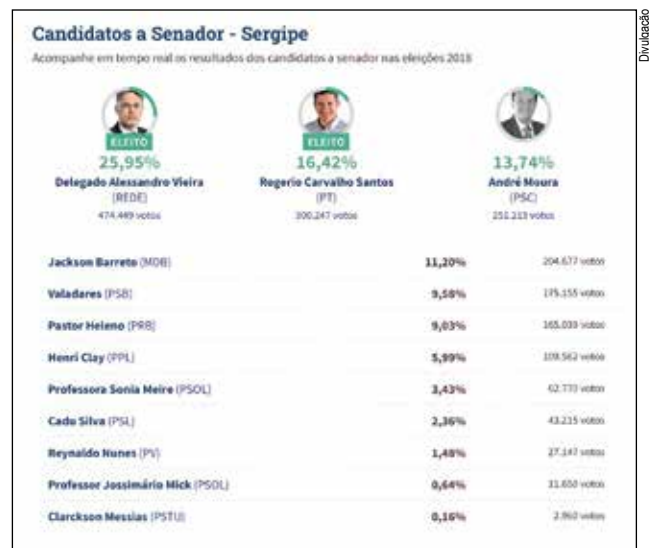 Divulgação
Candidatos a Senador - Sergipe
Acompanhe em tempo real os resultados dos candidatos a senador nas eleições 2018
ELEITO
25,95%
Delegado Alessandro Vieira
(REDE)
474.449 votos
ELEITO
16,42%
Rogerio Carvalho Santos
(PT)
300.247 votos
13,74%
André Moura
(PSC)
251.213 votos
Jackson Barreto (MDB) 11,20% 204.677 votos
Valadares (PSB) 9,58% 175.155 votos
Pastor Heleno (PRB) 9,03% 165.039 votos
Henri Clay (PPL) 5,99% 109.562 votos
Professora Sonia Meire (PSOL) 3,43% 62.770 votos
Cadu Silva (PSL) 2,36% 43.215 votos
Reynaldo Nunes (PV) 1,48% 27.147 votos
Professor Jossimário Mick (PSOL) 0,64% 11.650 votos
Clarckson Messias (PSTU) 0,16% 2.962 votos